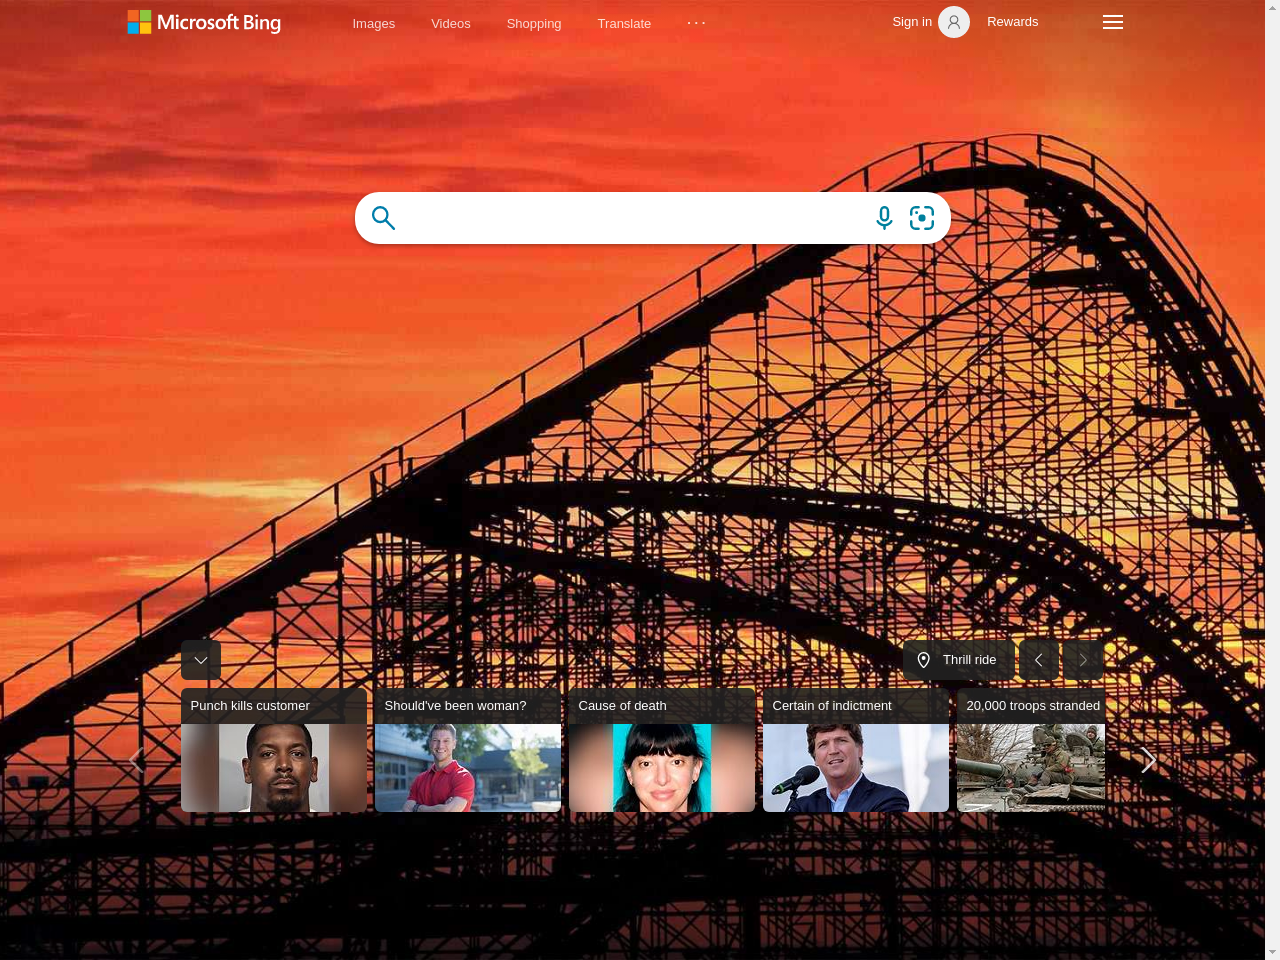 Microsoft Bing
Images
Videos
Shopping
Translate
Sign in
Rewards
Thrill ride
Punch kills customer
Should've been woman?
Cause of death
Certain of indictment
20,000 troops stranded